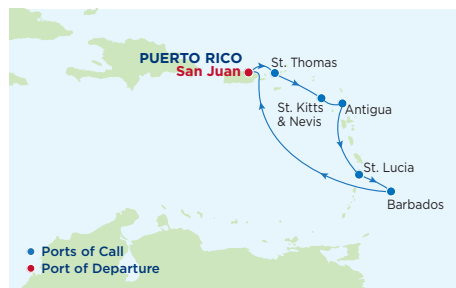 PUERTO RICO
San Juan
St. Thomas
St. Kitts
& Nevis
Antigua
St. Lucia
Barbados
Ports of Call
Port of Departure